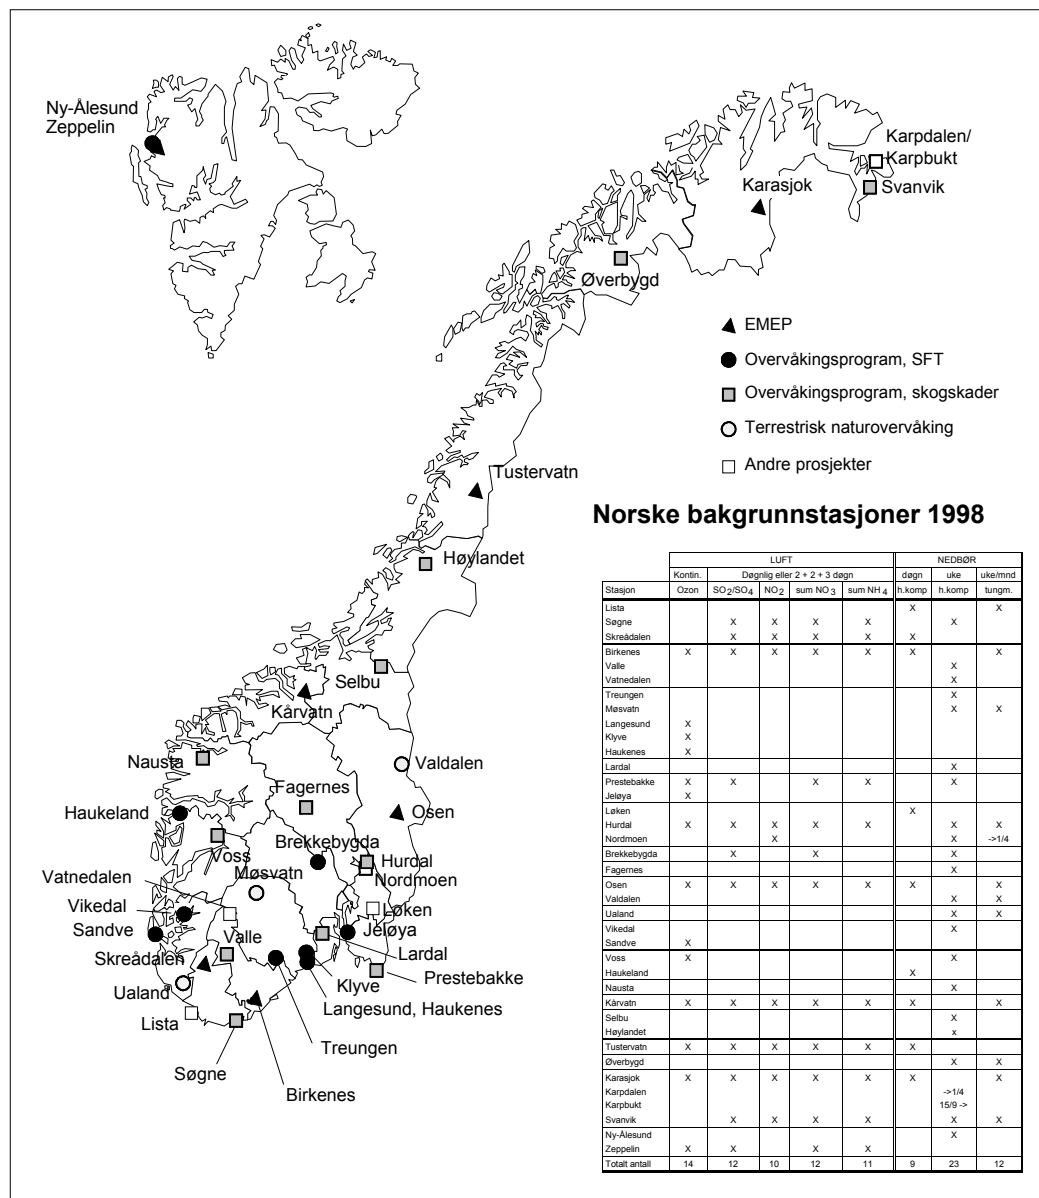 Ny-Ålesund
Zeppelin
Karpdalen/
Karpbukt
Karasjok
Svanvik
Øverbygd
EMEP
Overvåkingsprogram, SFT
Overvåkingsprogram, skogskader
Terrestrisk naturovervåking
Andre prosjekter
Tustervatn
Norske bakgrunnstasjoner 1998
Høylandet
Selbu
Kårvatn
Nausta
Valdalen
Fagernes
Haukeland
Osen
Brekkebygda
Voss
Hurdal
Møsvatn
Nordmoen
Vatnedalen
Vikedal
Løken
Sandve
Jeløya
Valle
Skreådalen
Lardal
Klyve
Prestebakke
Ualand
Langesund, Haukenes
Lista
Treungen
Søgne
Birkenes
LUFT NEDBØR
Kontin. Døgnlig eller 2 + 2 + 3 døgn døgn uke uke/mnd
Stasjon Ozon SO2/SO4 NO2 sum NO3 sum NH4 h.komp h.komp tungm.
Lista X X
Søgne X X X X X
Skreådalen X X X X X
Birkenes X X X X X X X
Valle X
Vatnedalen X
Treungen X
Møsvatn X X
Langesund X
Klyve X
Haukenes X
Lardal X
Prestebakke X X X X X
Jeløya X
Løken X
Hurdal X X X X X X X
Nordmoen X X ->1/4
Brekkebygda X X X
Fagernes X
Osen X X X X X X X
Valdalen X X
Ualand X X
Vikedal X
Sandve X
Voss X X
Haukeland X
Nausta X
Kårvatn X X X X X X X
Selbu X
Høylandet x
Tustervatn X X X X X X
Øverbygd X X
Karasjok X X X X X X X
Karpdalen ->1/4
Karpbukt 15/9 ->
Svanvik X X X X X X
Ny-Ålesund X
Zeppelin X X X X
Totalt antall 14 12 10 12 11 9 23 12